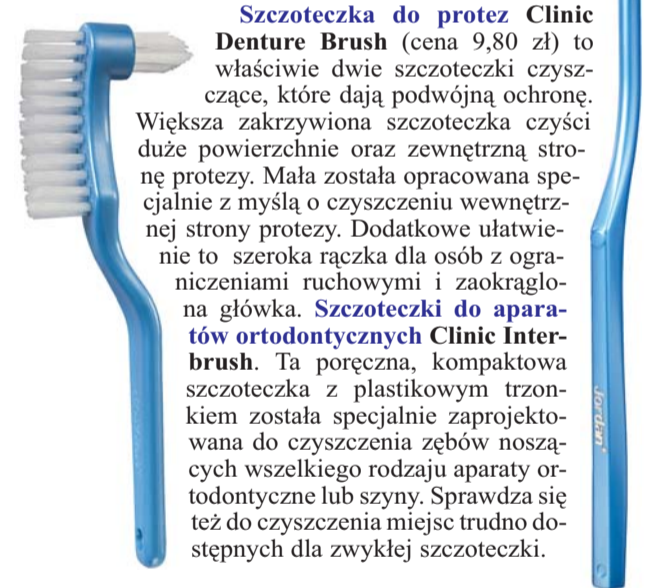 Szczoteczka do protez Clinic
Denture Brush (cena 9,80 zł) to
właściwie dwie szczoteczki czysz-
czące, które dają podwójną ochronę.
Większa zakrzywiona szczoteczka czyści
duże powierzchnie oraz zewnętrzną stro-
nę protezy. Mała została opracowana spe-
cjalnie z myślą o czyszczeniu wewnętrz-
nej strony protezy. Dodatkowe ułatwie-
nie to szeroka rączka dla osób z ogra-
niczeniami ruchowymi i zaokrąglo-
na główka. Szczoteczki do apara-
tów ortodontycznych Clinic Inter-
brush. Ta poręczna, kompaktowa
szczoteczka z plastikowym trzon-
kiem została specjalnie zaprojekto-
wana do czyszczenia zębów noszą-
cych wszelkiego rodzaju aparaty or-
todontyczne lub szyny. Sprawdza się
też do czyszczenia miejsc trudno do-
stępnych dla zwykłej szczoteczki.
Jordan